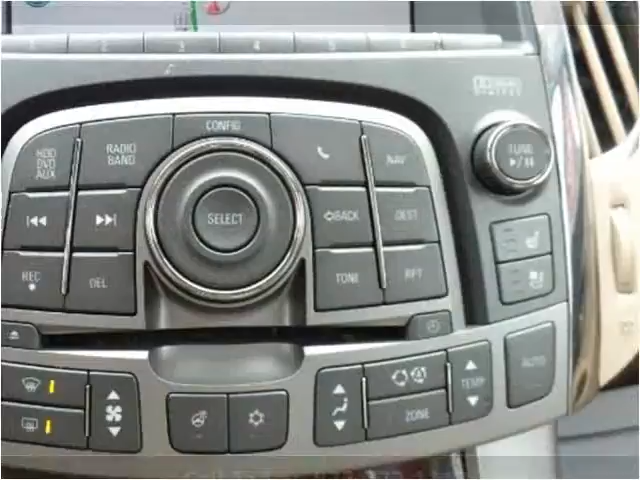 1 2 3 4 5 6
CONFIG
HDD
DVD
AUX
RADIO
BAND
NAV
TUNE
SELECT
BACK
DEST
REC
DEL
TONE
RPT
AUTO
TEMP
ZONE